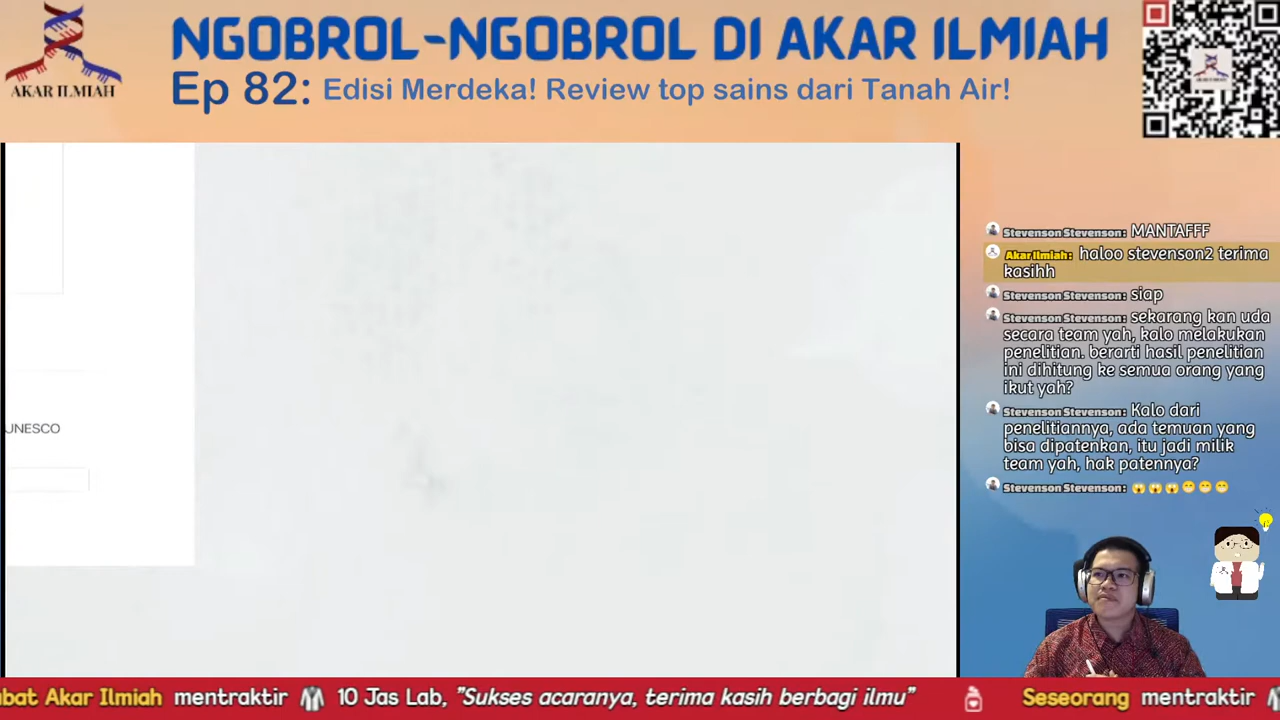 NGOBROL-NGOBROL DI AKAR ILMIAH
AKAR ILMIAH
Ep 82: Edisi Merdeka! Review top sains dari Tanah Air!
Stevenson Stevenson: MANTAFFF
Akar Ilmiah: haloo stevenson2 terima
kasihh
Stevenson Stevenson: siap
Stevenson Stevenson: sekarang kan uda
secara team yah, kalo melakukan
penelitian. berarti hasil penelitian
ini dihitung ke semua orang yang
ikut yah?
Stevenson Stevenson: Kalo dari
penelitiannya, ada temuan yang
bisa dipatenkan, itu jadi milik
team yah, hak patennya?
Stevenson Stevenson: 😱😱😱😁😁😁
UNESCO
abat Akar Ilmiah mentraktir 10 Jas Lab, "Sukses acaranya, terima kasih berbagi ilmu" Seseorang mentraktir